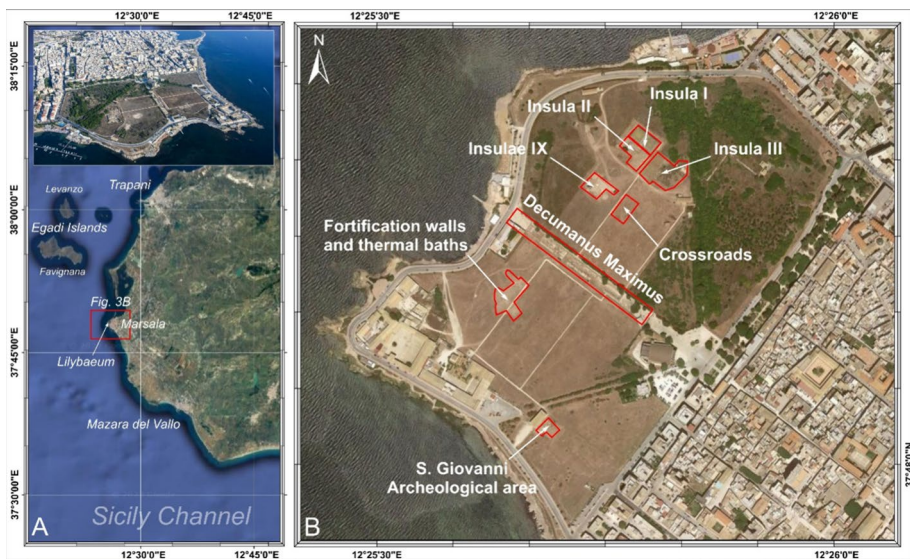 12°30'0"E
12°45'0"E
38°15'0"E
38°00'0"E
37°45'0"E
37°30'0"E
Trapani
Levanzo
Egadi Islands
Favignana
Fig. 3B
Marsala
Lilybaeum
Mazara del Vallo
Sicily Channel
A
12°30'0"E
12°45'0"E
12°25'30"E
12°26'0"E
N
Insula I
Insula II
Insulae IX
Insula III
Decumanus Maximus
Fortification walls
and thermal baths
Crossroads
S. Giovanni
Archeological area
37°48'0"N
B
12°25'30"E
12°26'0"E